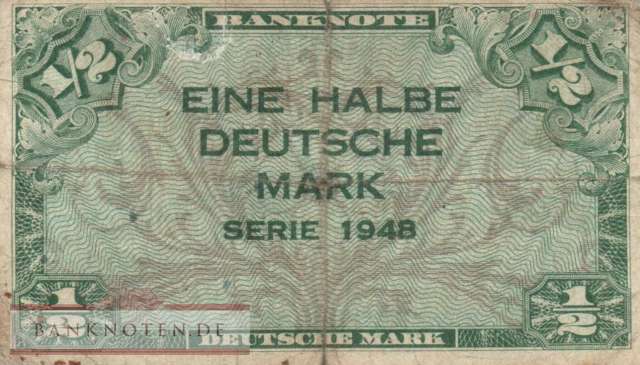 BANKNOTE
1/2 1/2
EINE HALBE
DEUTSCHE
MARK
SERIE 1948
1/2 1/2
BANKNOTEN.DE
DEUTSCHE MARK